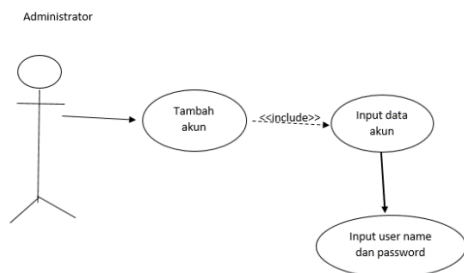 Administrator
Tambah
akun
<<include>>
Input data
akun
Input user name
dan password